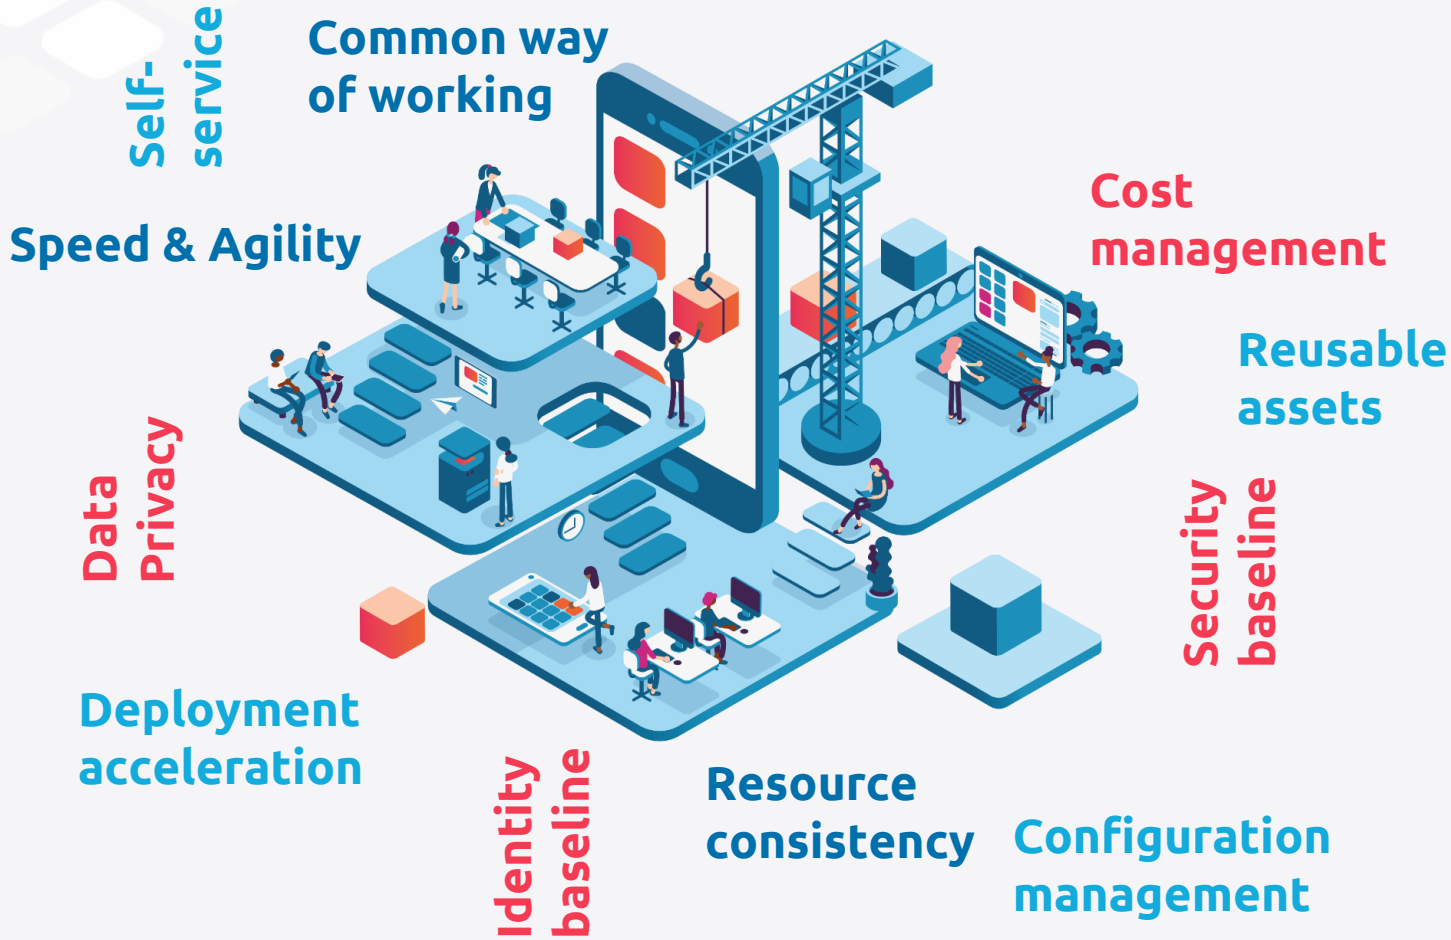 Self-
service
Common way
of working
Speed & Agility
Cost
management
Reusable
assets
Data
Privacy
Security
baseline
Deployment
acceleration
Identity
baseline
Resource
consistency
Configuration
management